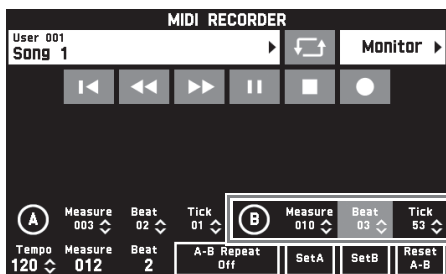 MIDI RECORDER
User 001
Song 1
Monitor
A
Measure Beat Tick
003 02 01
B
Measure Beat Tick
010 03 53
Tempo Measure Beat
120 012 2
A-B Repeat
Off
SetA
SetB
Reset
A-B